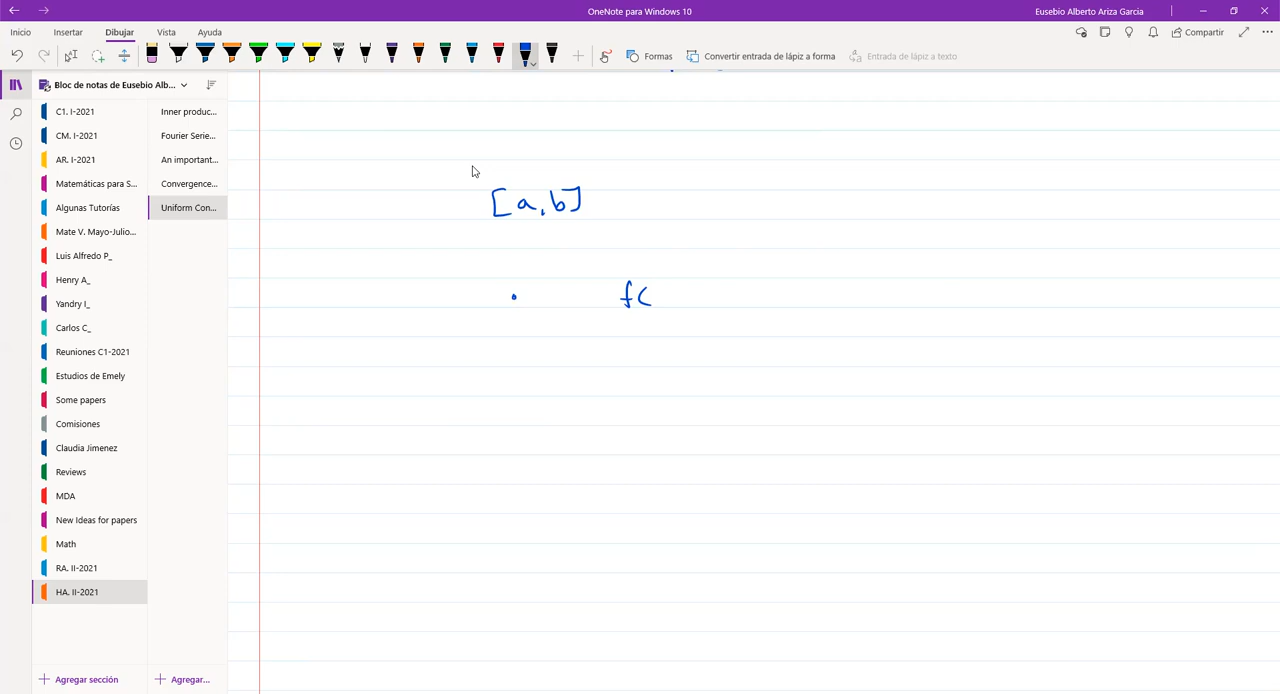 OneNote para Windows 10
Eusebio Alberto Ariza Garcia
Inicio Insertar Dibujar Vista Ayuda
Compartir
Formas Convertir entrada de lápiz a forma Entrada de lápiz a texto
Bloc de notas de Eusebio Alb...
C1. I-2021
CM. I-2021
AR. I-2021
Matemáticas para S...
Algunas Tutorías
Mate V. Mayo-Julio...
Luis Alfredo P_
Henry A_
Yandry I_
Carlos C_
Reuniones C1-2021
Estudios de Emely
Some papers
Comisiones
Claudia Jimenez
Reviews
MDA
New Ideas for papers
Math
RA. II-2021
HA. II-2021
Agregar sección
Inner produc...
Fourier Serie...
An important...
Convergence...
Uniform Con...
Agregar...
[a,b]
. f(